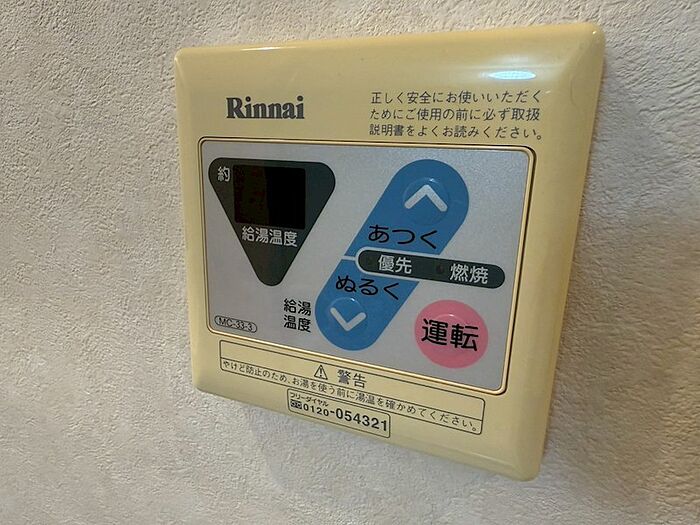 Rinnai
正しく安全にお使いいただく
ためにご使用の前に必ず取扱
説明書をよくお読みください。
約
給湯温度
あつく
優先 燃焼
ぬるく
給湯
温度
運転
MC-33-3
⚠ 警告
やけど防止のため、お湯を使う前に湯温を確かめてください。
フリーダイヤル
0120-054321